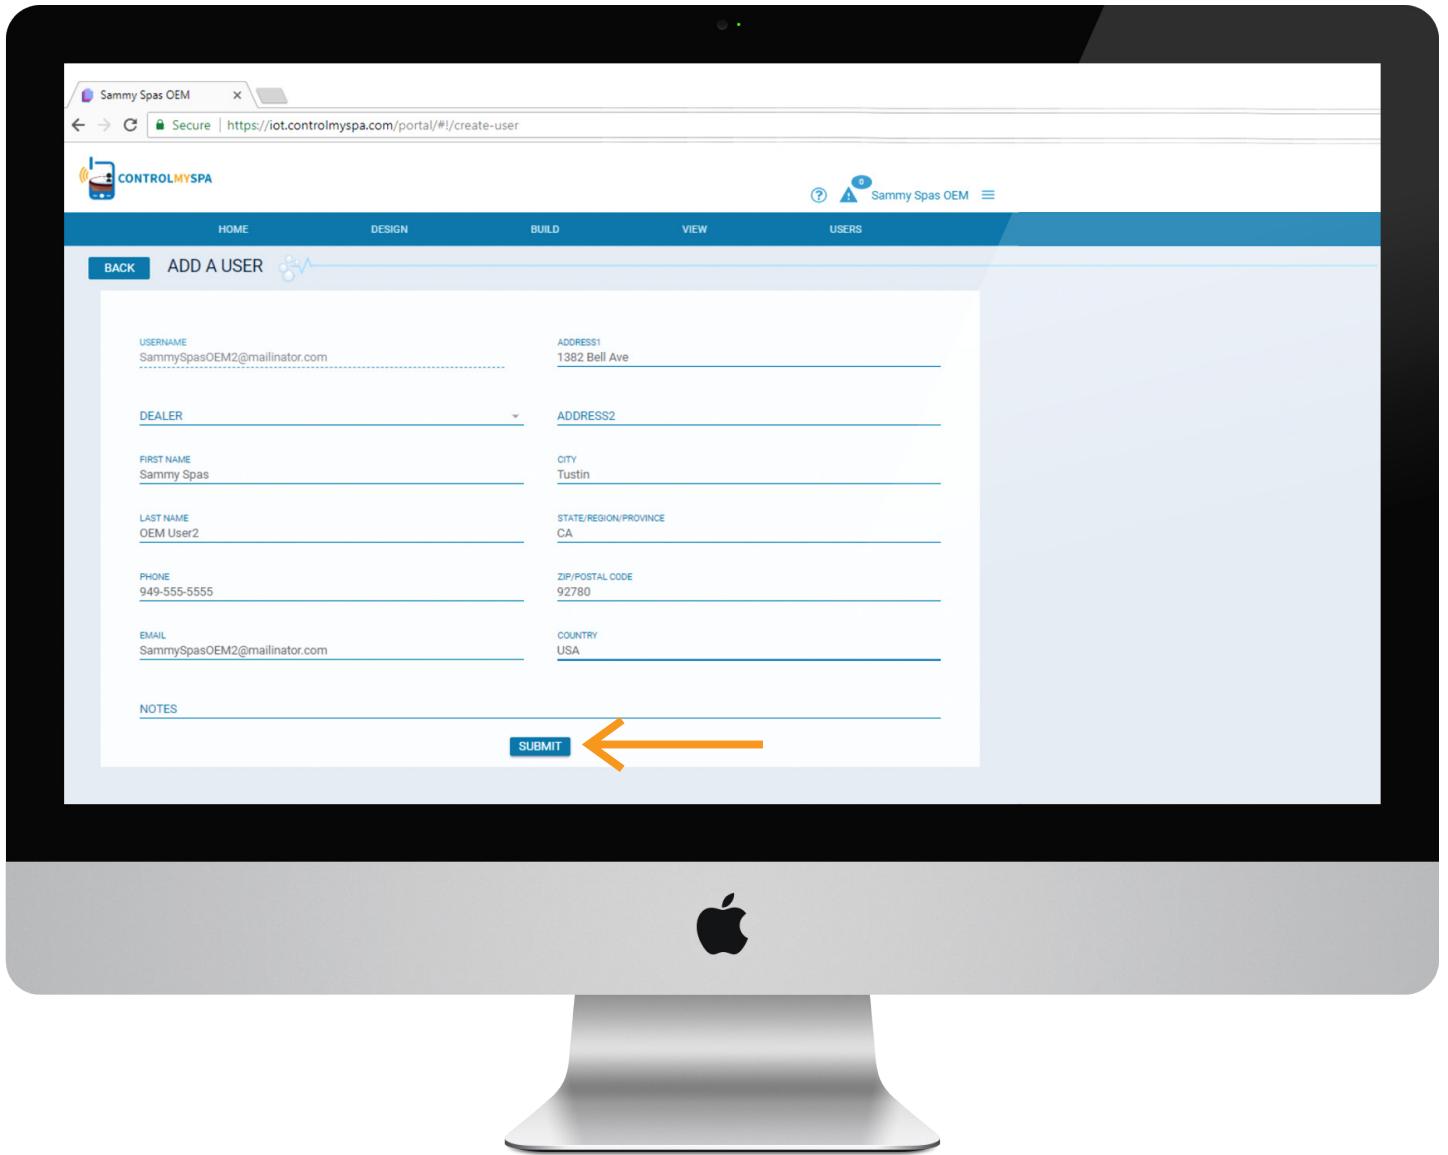 Sammy Spas OEM
Secure | https://iot.controlmyspa.com/portal/#!/create-user
CONTROLMYSPA
0
Sammy Spas OEM
HOME DESIGN BUILD VIEW USERS
BACK ADD A USER
USERNAME
SammySpasOEM2@mailinator.com
ADDRESS1
1382 Bell Ave
DEALER
ADDRESS2
FIRST NAME
Sammy Spas
CITY
Tustin
LAST NAME
OEM User2
STATE/REGION/PROVINCE
CA
PHONE
949-555-5555
ZIP/POSTAL CODE
92780
EMAIL
SammySpasOEM2@mailinator.com
COUNTRY
USA
NOTES
SUBMIT